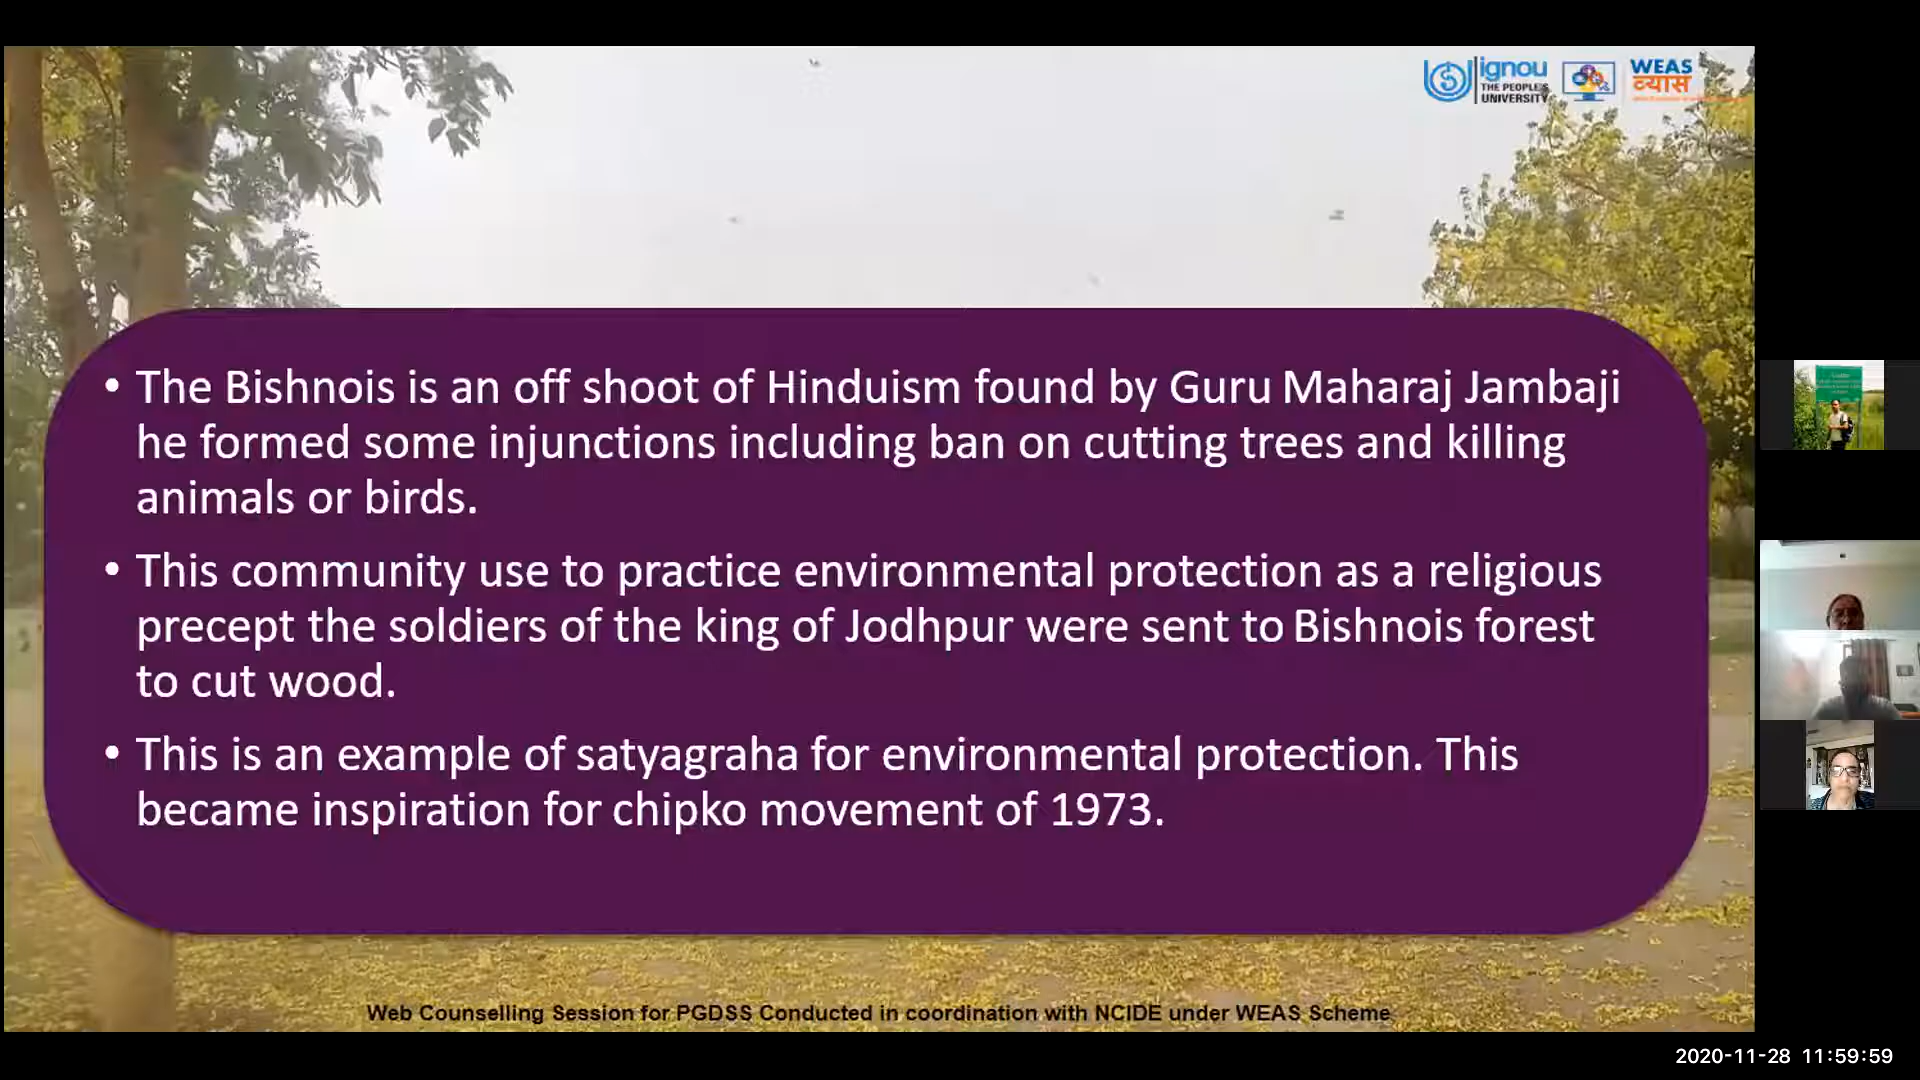 ignou
THE PEOPLE'S
UNIVERSITY
WEAS
व्यास
• The Bishnois is an off shoot of Hinduism found by Guru Maharaj Jambaji
he formed some injunctions including ban on cutting trees and killing
animals or birds.
• This community use to practice environmental protection as a religious
precept the soldiers of the king of Jodhpur were sent to Bishnois forest
to cut wood.
• This is an example of satyagraha for environmental protection. This
became inspiration for chipko movement of 1973.
Web Counselling Session for PGDSS Conducted in coordination with NCIDE under WEAS Scheme
2020-11-28 11:59:59